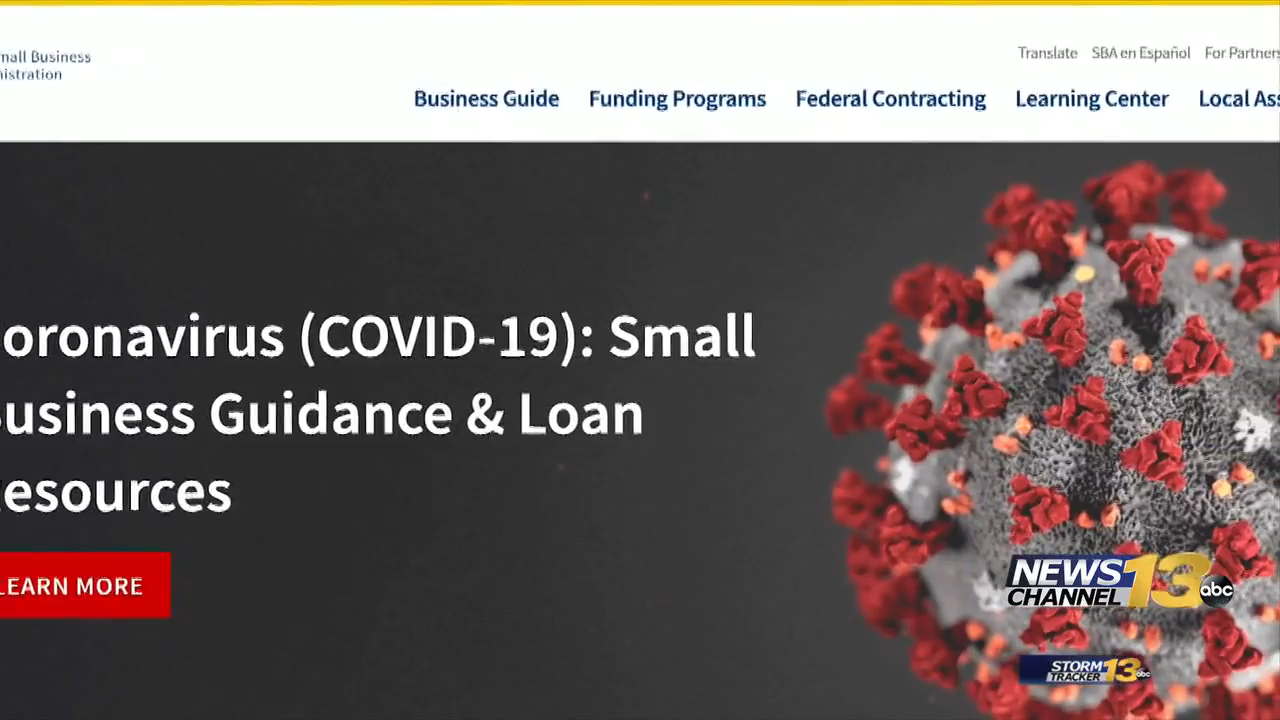 mall Business
nistration
Translate SBA en Español For Partners
Business Guide Funding Programs Federal Contracting Learning Center Local Ass
oronavirus (COVID-19): Small
usiness Guidance & Loan
esources
LEARN MORE
NEWS
CHANNEL 13 abc
STORM
TRACKER 13 abc